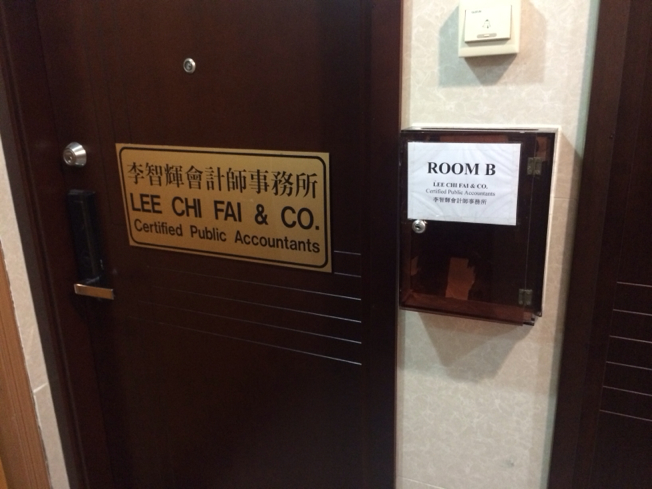 李智輝會計師事務所
LEE CHI FAI & CO.
Certified Public Accountants
ROOM B
LEE CHI FAI & CO.
Certified Public Accountants
李智輝會計師事務所